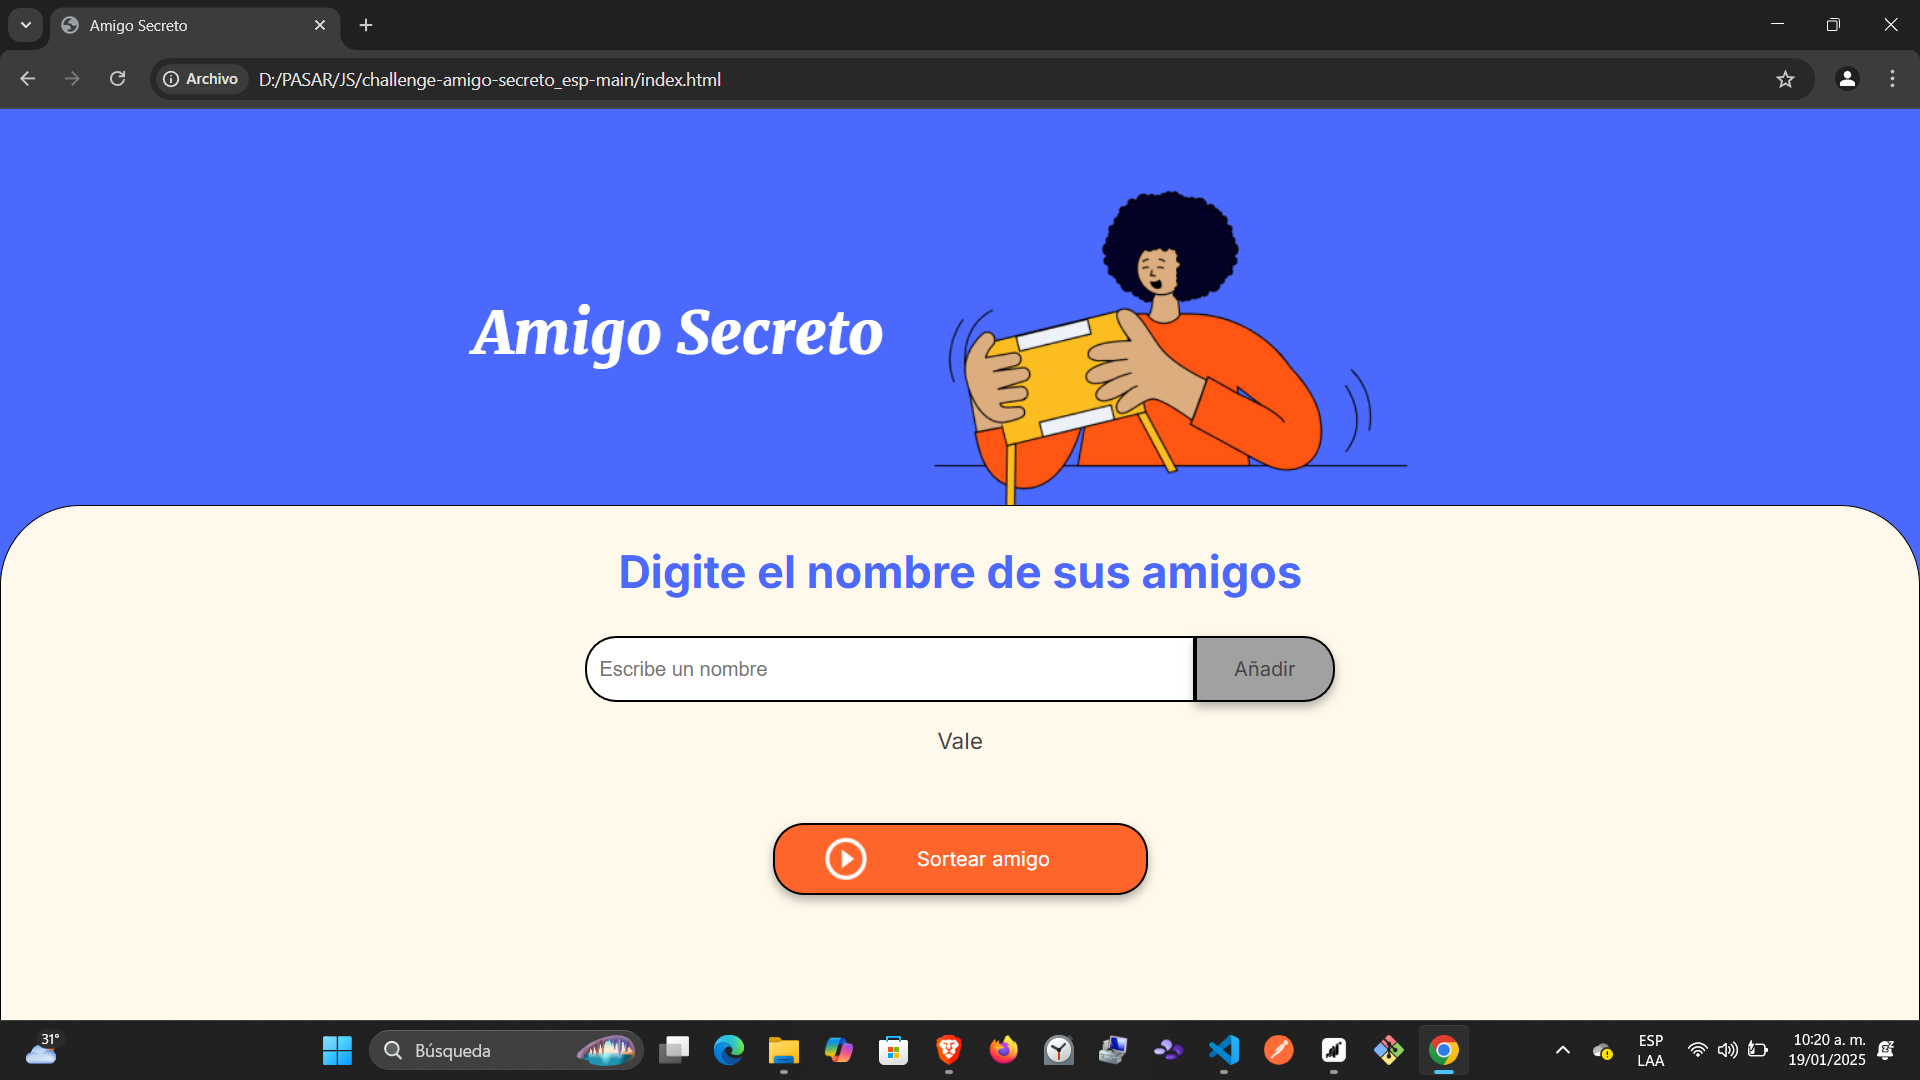 Amigo Secreto
Archivo
D:/PASAR/JS/challenge-amigo-secreto_esp-main/index.html
Amigo Secreto
Digite el nombre de sus amigos
Escribe un nombre
Añadir
Vale
Sortear amigo
31°
Búsqueda
ESP
LAA
10:20 a. m.
19/01/2025